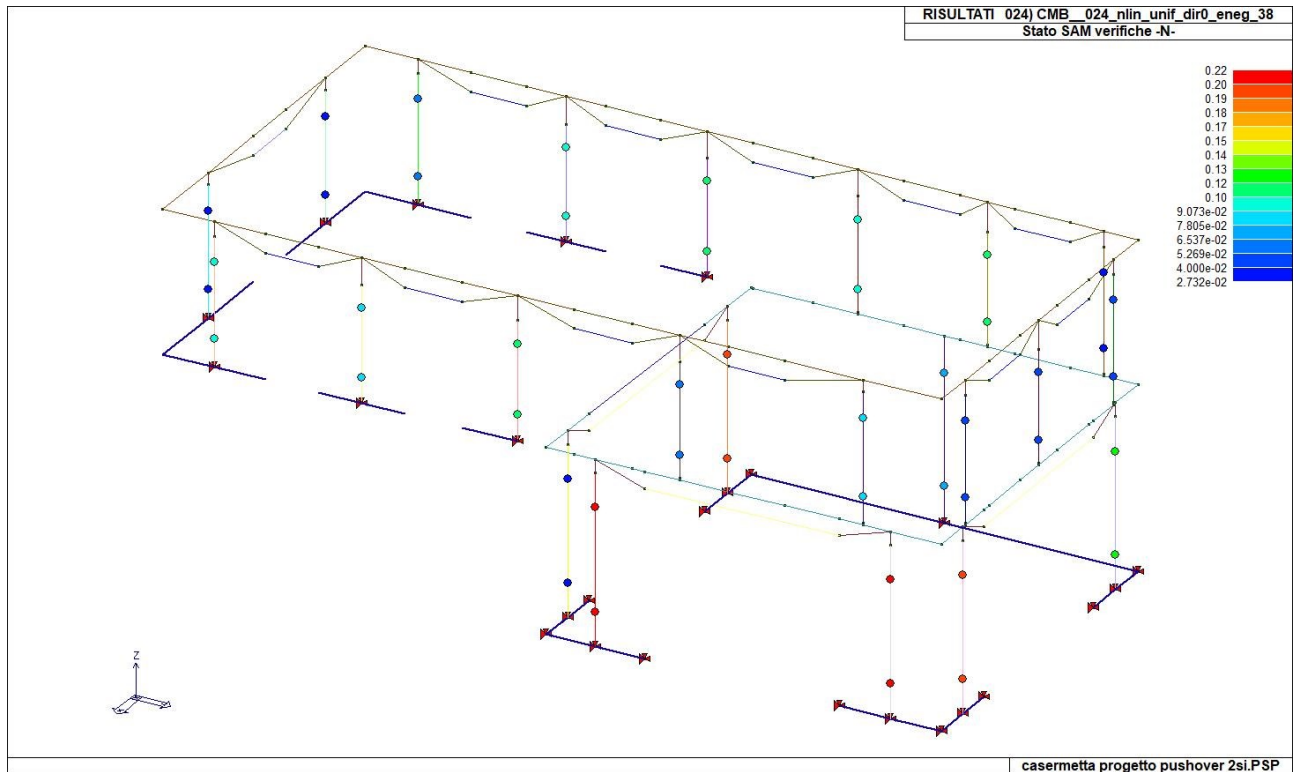 RISULTATI 024) CMB__024_nlin_unif_dir0_eneg_38
Stato SAM verifiche -N-
0.22
0.20
0.19
0.18
0.17
0.15
0.14
0.13
0.12
0.10
9.073e-02
7.805e-02
6.537e-02
5.269e-02
4.000e-02
2.732e-02
Z
casermetta progetto pushover 2si.PSP